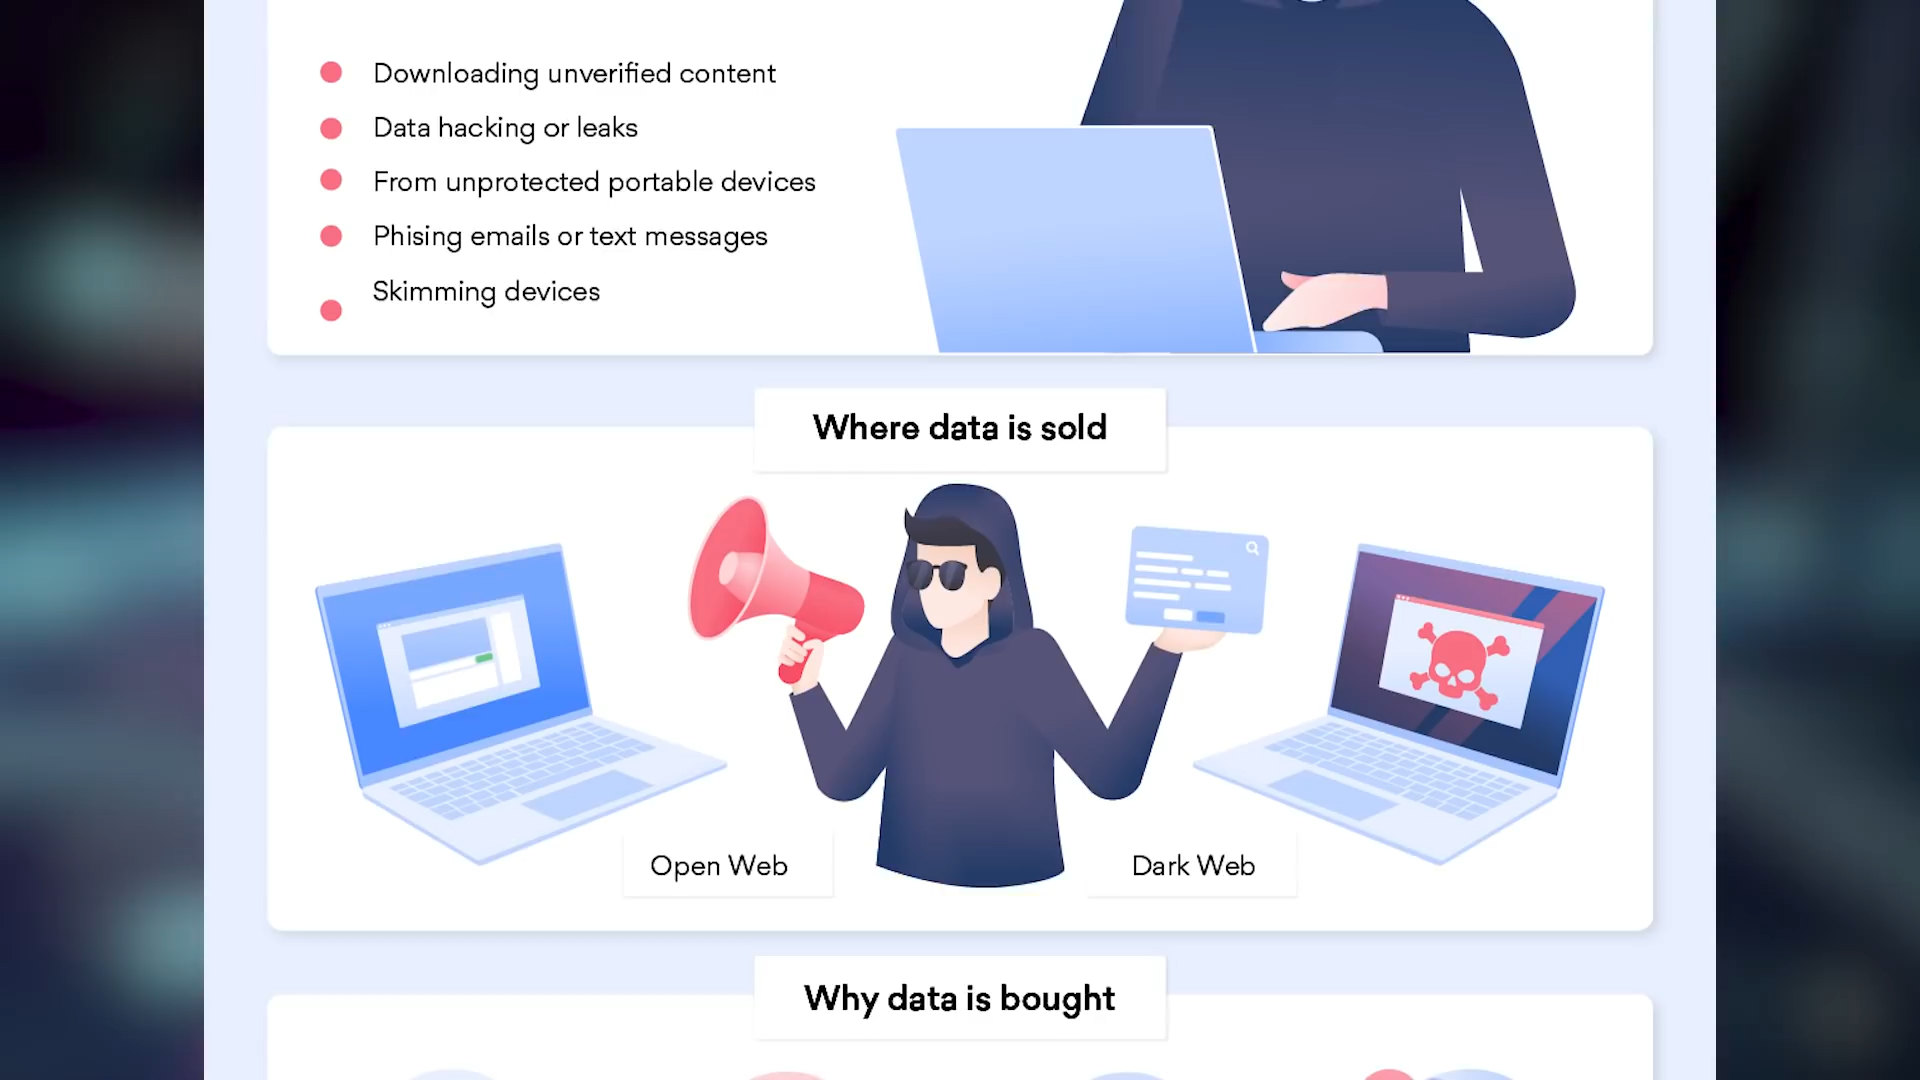 Downloading unverified content
Data hacking or leaks
From unprotected portable devices
Phising emails or text messages
Skimming devices
Where data is sold
Open Web
Dark Web
Why data is bought